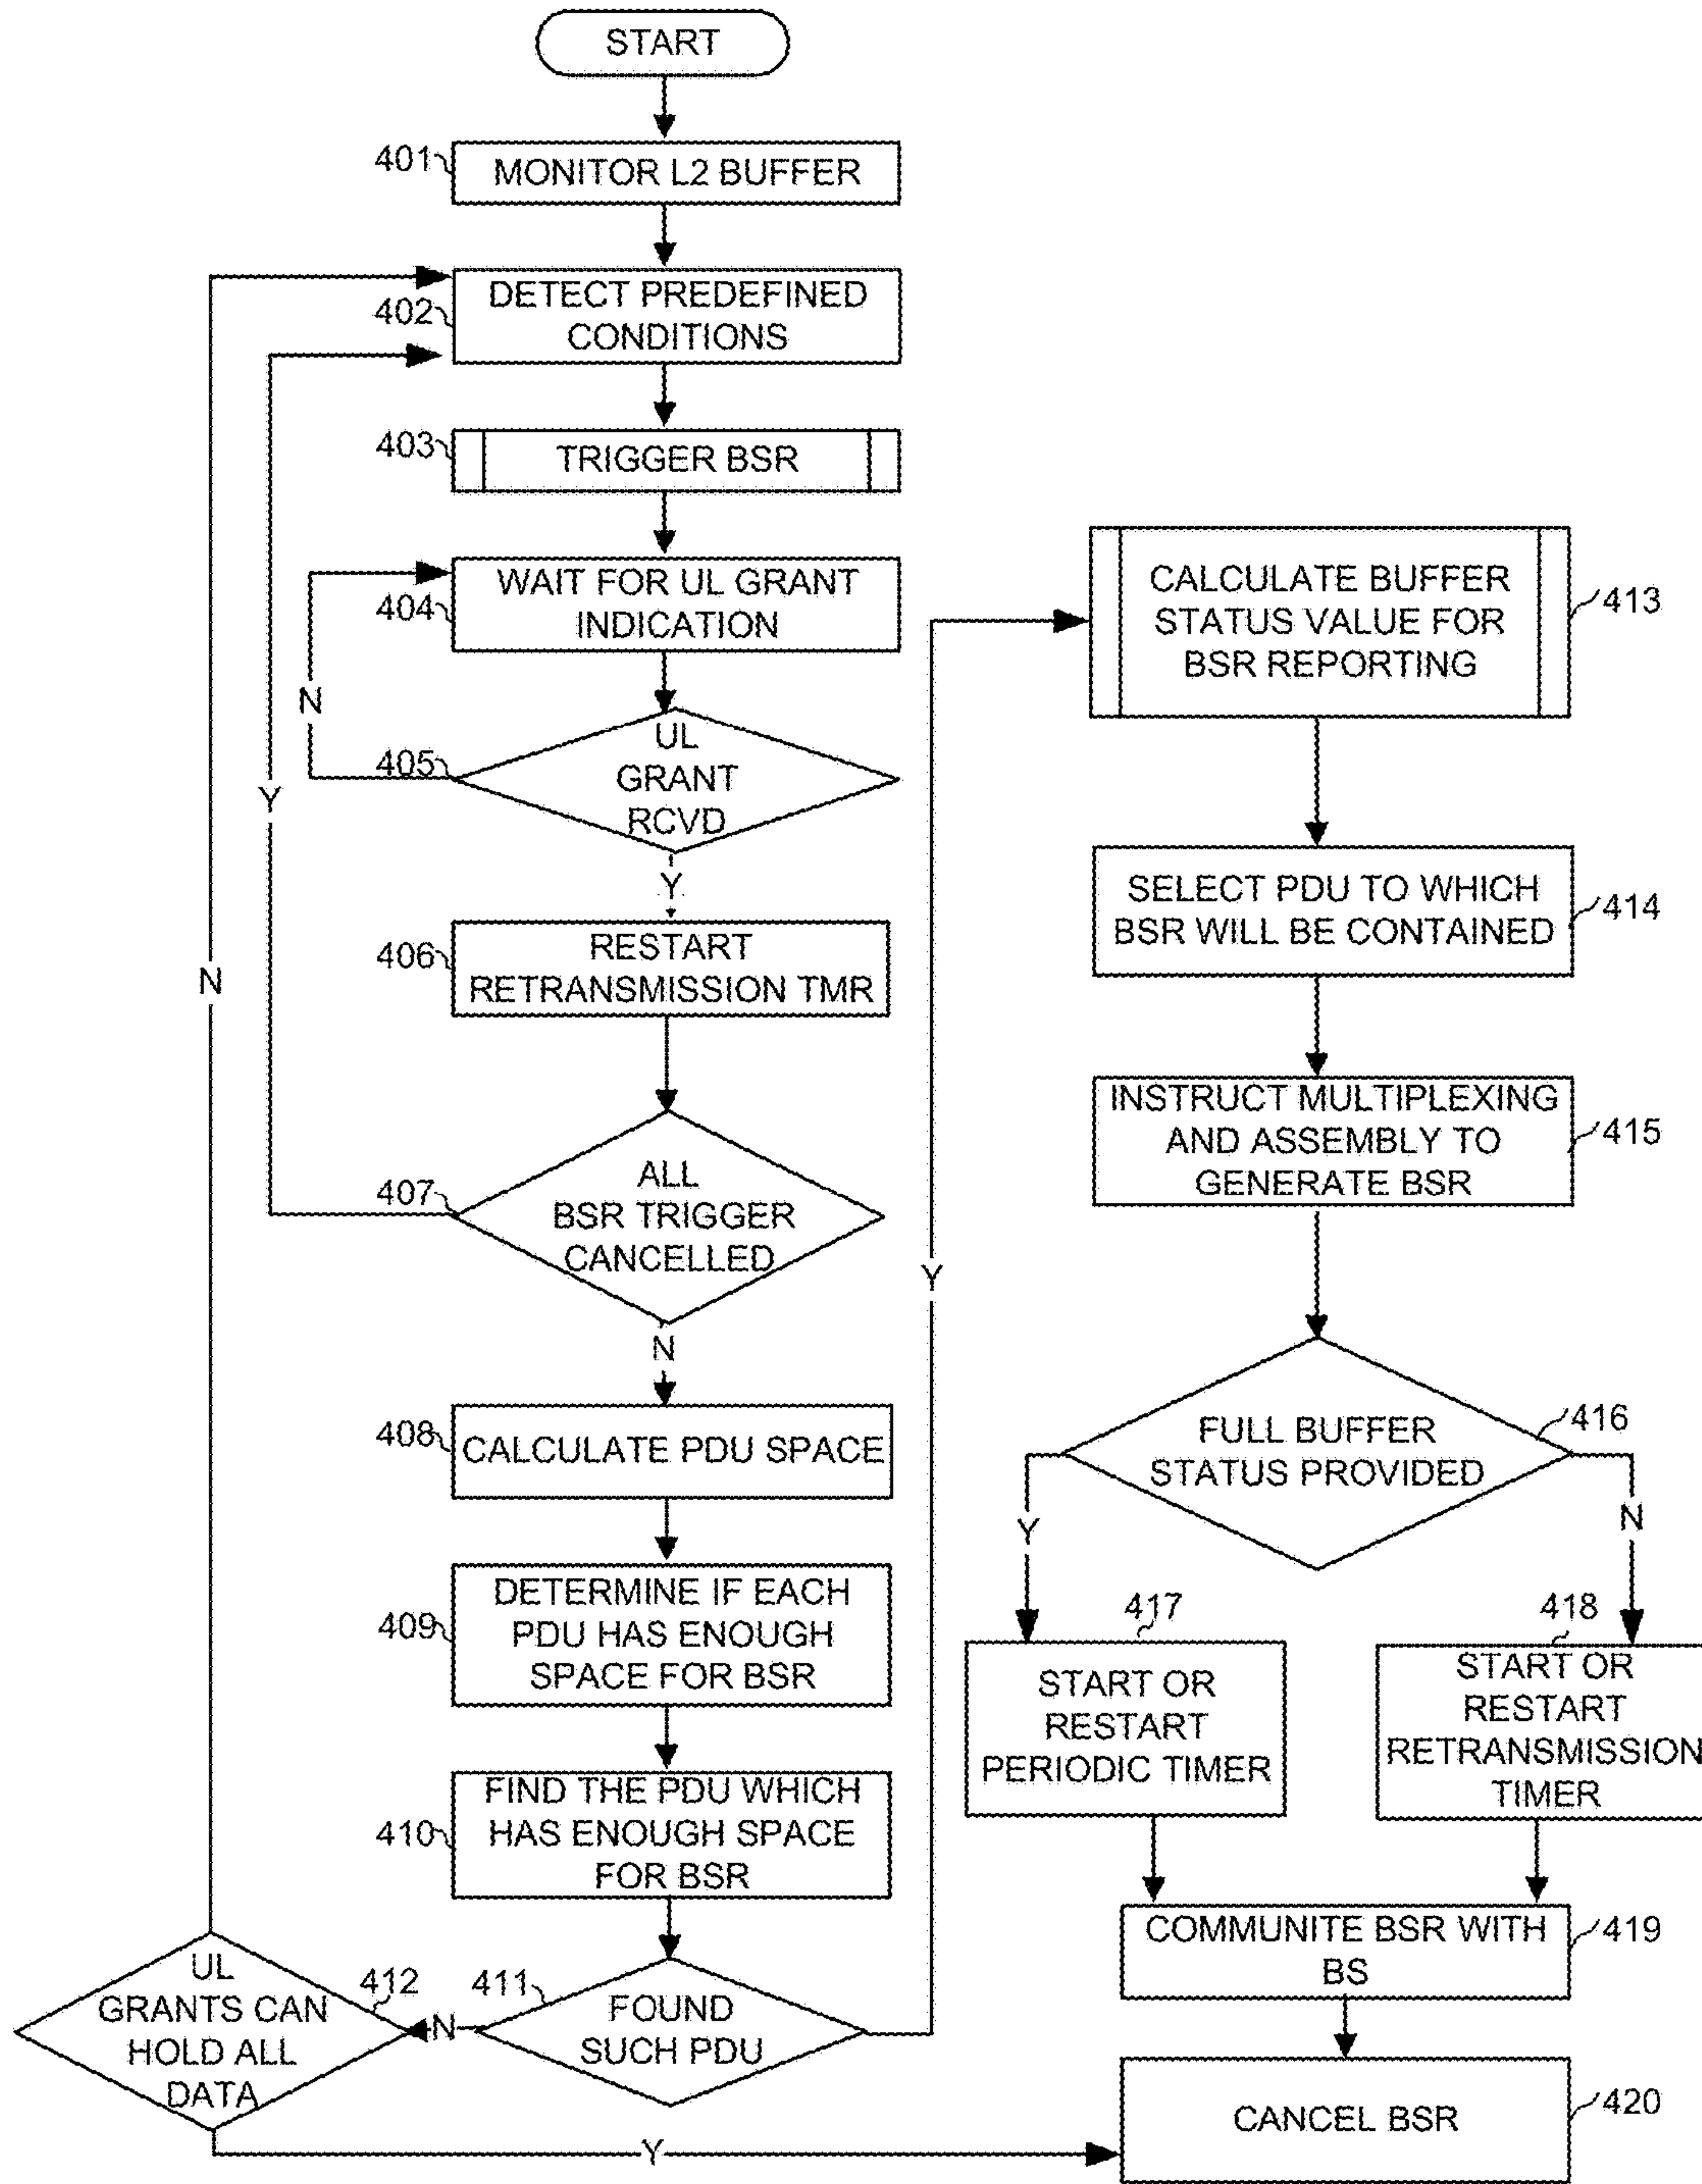 START
401
MONITOR L2 BUFFER
402
DETECT PREDEFINED
CONDITIONS
403
TRIGGER BSR
404
WAIT FOR UL GRANT
INDICATION
N
405
UL
GRANT
RCVD
Y
Y
406
RESTART
RETRANSMISSION TMR
N
407
ALL
BSR TRIGGER
CANCELLED
N
408
CALCULATE PDU SPACE
409
DETERMINE IF EACH
PDU HAS ENOUGH
SPACE FOR BSR
410
FIND THE PDU WHICH
HAS ENOUGH SPACE
FOR BSR
411
FOUND
SUCH PDU
N
412
UL
GRANTS CAN
HOLD ALL
DATA
Y
Y
CALCULATE BUFFER
STATUS VALUE FOR
BSR REPORTING
413
SELECT PDU TO WHICH
BSR WILL BE CONTAINED
414
INSTRUCT MULTIPLEXING
AND ASSEMBLY TO
GENERATE BSR
415
FULL BUFFER
STATUS PROVIDED
416
Y
N
417
START OR
RESTART
PERIODIC TIMER
418
START OR
RESTART
RETRANSMISSION
TIMER
COMMUNITE BSR WITH
BS
419
CANCEL BSR
420